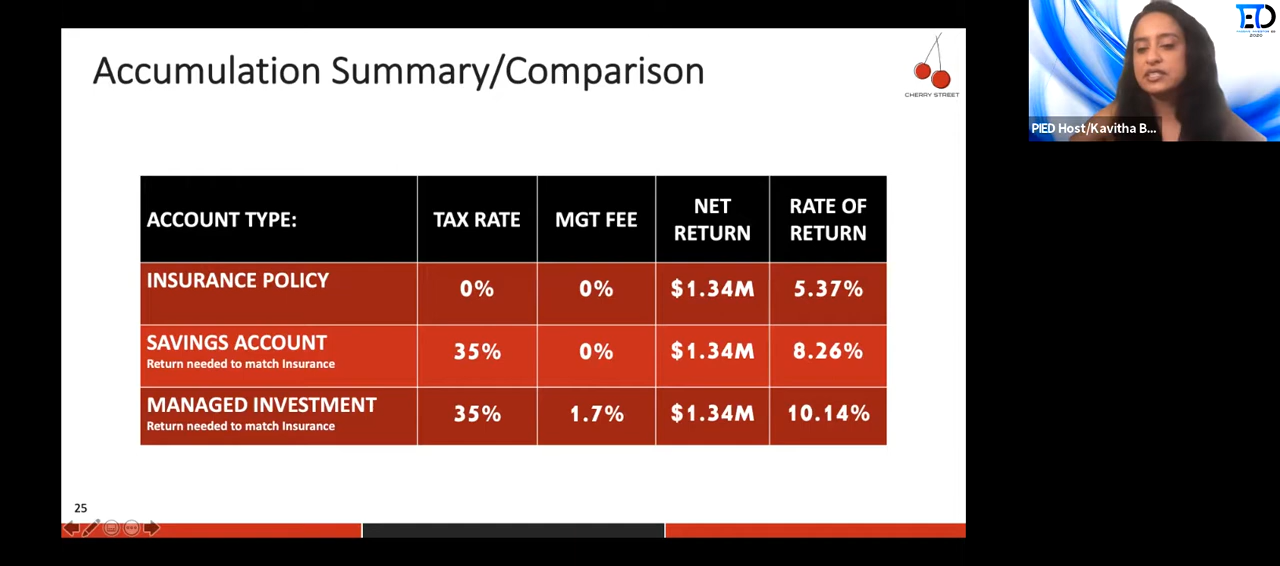 Accumulation Summary/Comparison
CHERRY STREET
ACCOUNT TYPE: TAX RATE MGT FEE NET RETURN RATE OF RETURN
INSURANCE POLICY 0% 0% $1.34M 5.37%
SAVINGS ACCOUNT 35% 0% $1.34M 8.26%
Return needed to match Insurance
MANAGED INVESTMENT 35% 1.7% $1.34M 10.14%
Return needed to match Insurance
25
PIED Host/Kavitha B...